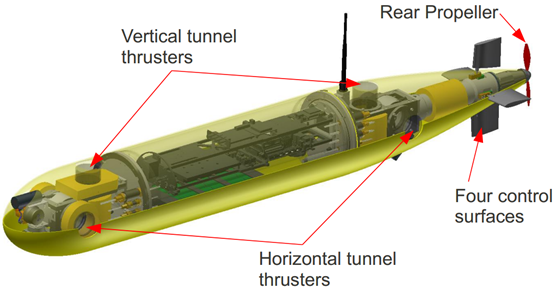 Rear Propeller
Vertical tunnel
thrusters
Four control
surfaces
Horizontal tunnel
thrusters